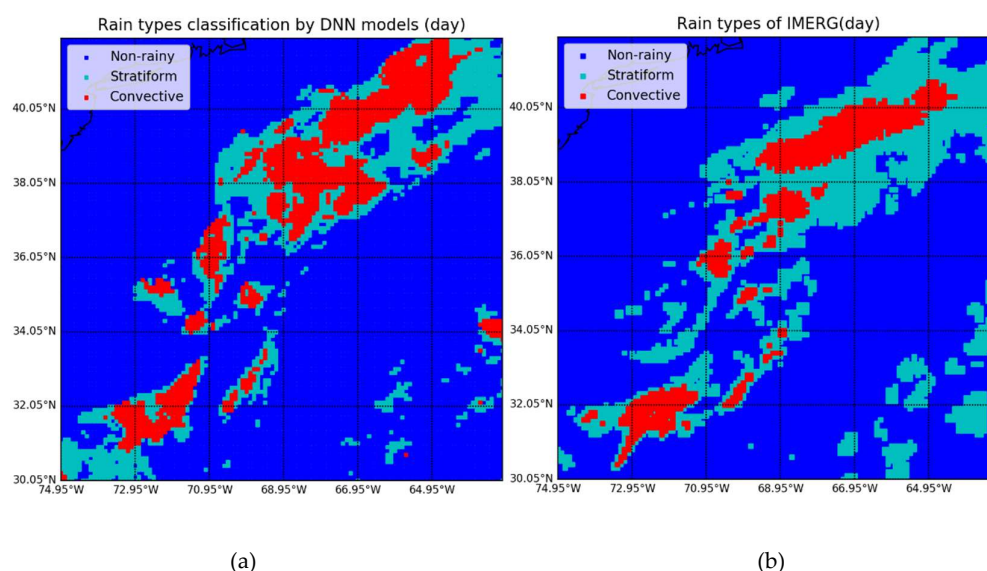 Rain types classification by DNN models (day)
Non-rainy
Stratiform
Convective
40.05°N
38.05°N
36.05°N
34.05°N
32.05°N
30.05°N
74.95°W 72.95°W 70.95°W 68.95°W 66.95°W 64.95°W
(a)
Rain types of IMERG(day)
Non-rainy
Stratiform
Convective
40.05°N
38.05°N
36.05°N
34.05°N
32.05°N
30.05°N
74.95°W 72.95°W 70.95°W 68.95°W 66.95°W 64.95°W
(b)